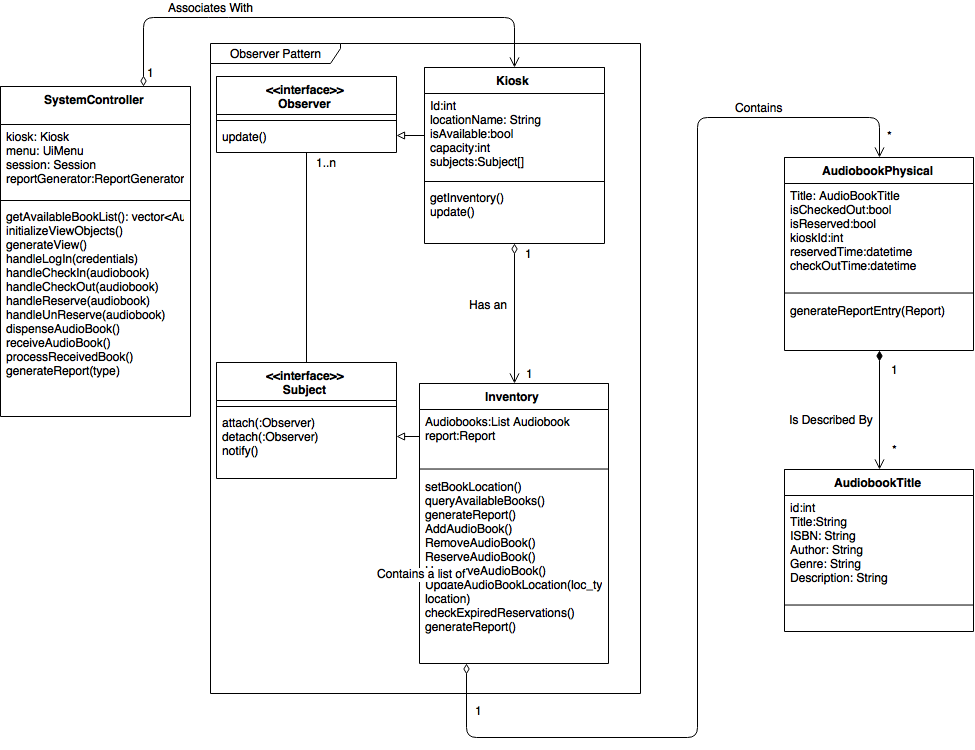 Associates With
1
SystemController
kiosk: Kiosk
menu: UiMenu
session: Session
reportGenerator:ReportGenerator
getAvailableBookList(): vector<Au
initializeViewObjects()
generateView()
handleLogIn(credentials)
handleCheckIn(audiobook)
handleCheckOut(audiobook)
handleReserve(audiobook)
handleUnReserve(audiobook)
dispenseAudioBook()
receiveAudioBook()
processReceivedBook()
generateReport(type)
Observer Pattern
<<interface>>
Observer
update()
1..n
Kiosk
Id:int
locationName: String
isAvailable:bool
capacity:int
subjects:Subject[]
getInventory()
update()
1
Has an
1
<<interface>>
Subject
attach(:Observer)
detach(:Observer)
notify()
Inventory
Audiobooks:List Audiobook
report:Report
setBookLocation()
queryAvailableBooks()
generateReport()
AddAudioBook()
RemoveAudioBook()
ReserveAudioBook()
rveAudioBook()
Contains a list of
UpdateAudioBookLocation(loc_ty
location)
checkExpiredReservations()
generateReport()
1
Contains
*
AudiobookPhysical
Title: AudioBookTitle
isCheckedOut:bool
isReserved:bool
kioskId:int
reservedTime:datetime
checkOutTime:datetime
generateReportEntry(Report)
1
Is Described By
*
AudiobookTitle
id:int
Title:String
ISBN: String
Author: String
Genre: String
Description: String